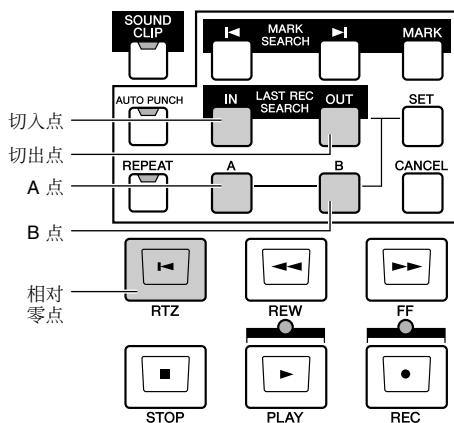 SOUND
CLIP
MARK
SEARCH
MARK
AUTO PUNCH
IN
LAST REC
SEARCH
OUT
SET
切入点
切出点
REPEAT
A
B
CANCEL
A 点
B 点
相对
零点
RTZ
REW
FF
STOP
PLAY
REC